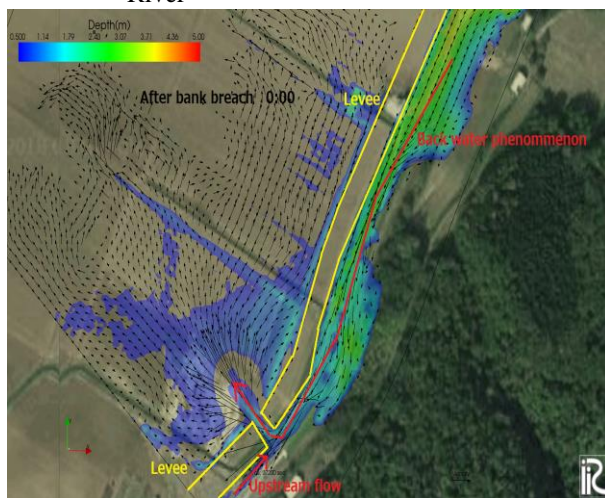 River
Depth(m)
0.500 1.14 1.79 2.43 3.07 3.71 4.36 5.00
After bank breach 0:00
Levee
Back water phenommenon
Levee
Upstream flow
iRiC